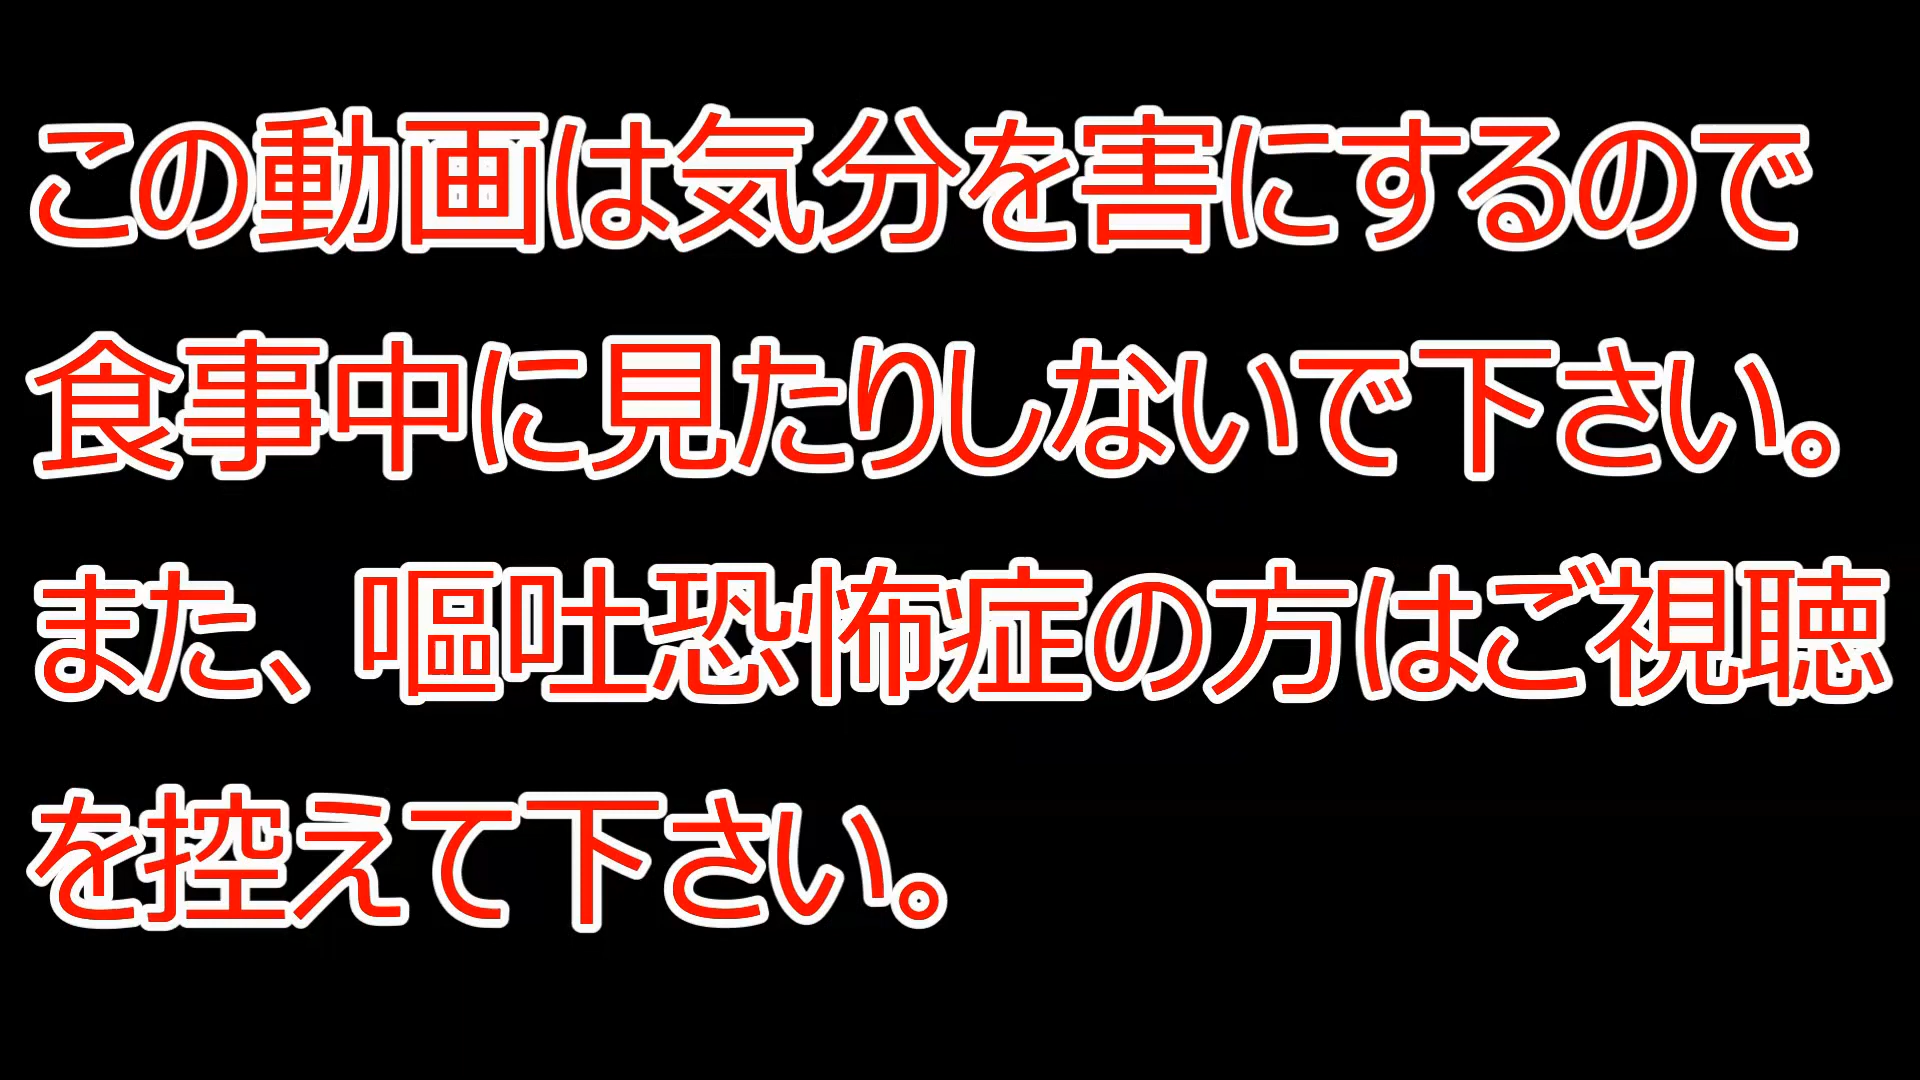 この動画は気分を害にするので
食事中に見たりしないで下さい。
また、嘔吐恐怖症の方はご視聴
を控えて下さい。